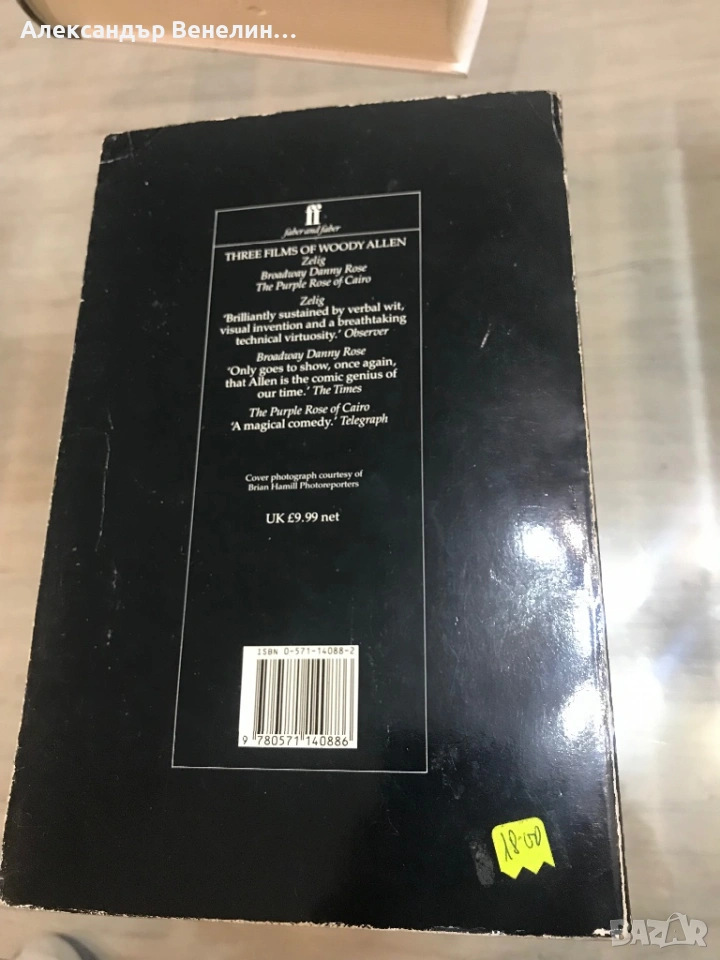 Александър Венелин...
ff
faber and faber
THREE FILMS OF WOODY ALLEN
Zelig
Broadway Danny Rose
The Purple Rose of Cairo
Zelig
‘Brilliantly sustained by verbal wit,
visual invention and a breathtaking
technical virtuosity.’ Observer
Broadway Danny Rose
‘Only goes to show, once again,
that Allen is the comic genius of
our time.’ The Times
The Purple Rose of Cairo
‘A magical comedy.’ Telegraph
Cover photograph courtesy of
Brian Hamill Photoreporters
UK £9.99 net
ISBN 0-571-14088-2
9 780571 140886
18.00
BAZAR